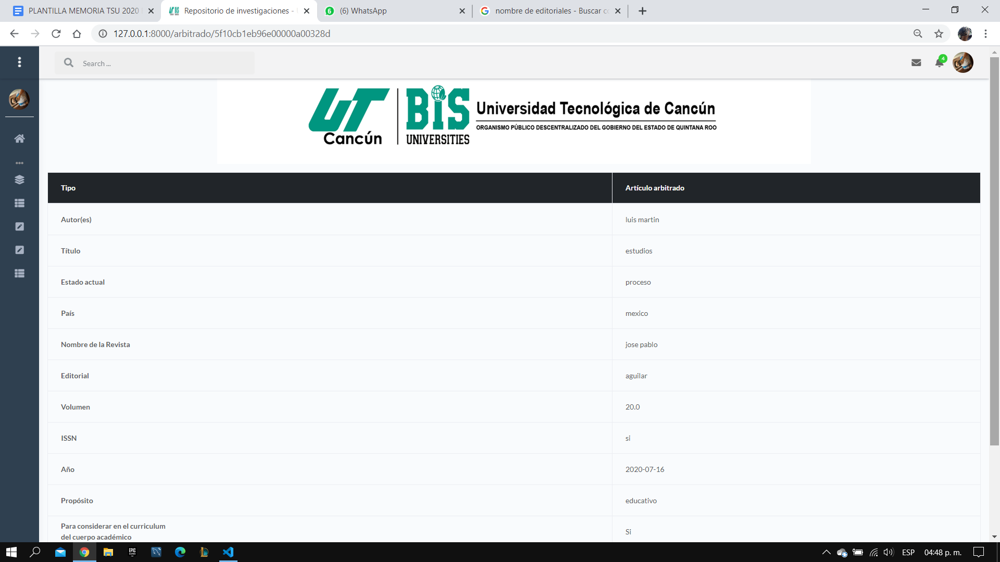 PLANTILLA MEMORIA TSU 2020
Repositorio de investigaciones -
(6) WhatsApp
nombre de editoriales - Buscar co
127.0.0.1:8000/arbitrado/5f10cb1eb96e00000a00328d
Search ...
4
UT
Cancún
BIS
UNIVERSITIES
Universidad Tecnológica de Cancún
ORGANISMO PÚBLICO DESCENTRALIZADO DEL GOBIERNO DEL ESTADO DE QUINTANA ROO
Tipo Artículo arbitrado
Autor(es) luis martin
Título estudios
Estado actual proceso
País mexico
Nombre de la Revista jose pablo
Editorial aguilar
Volumen 20.0
ISSN si
Año 2020-07-16
Propósito educativo
Para considerar en el curriculum
del cuerpo académico Si
EPIC
GAMES
ESP 04:48 p. m.